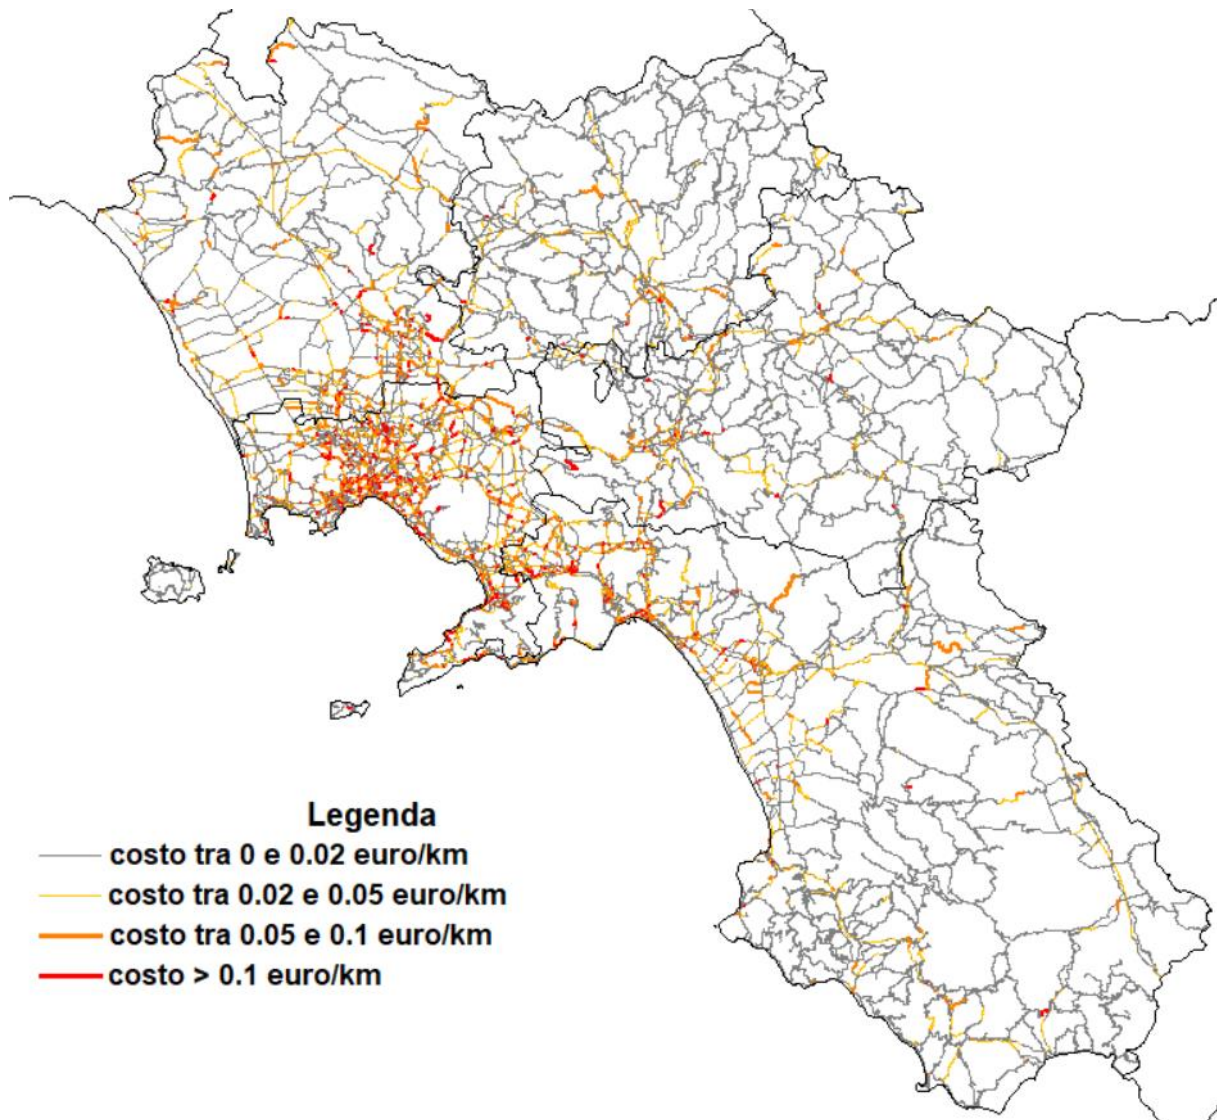 Legenda
costo tra 0 e 0.02 euro/km
costo tra 0.02 e 0.05 euro/km
costo tra 0.05 e 0.1 euro/km
costo > 0.1 euro/km